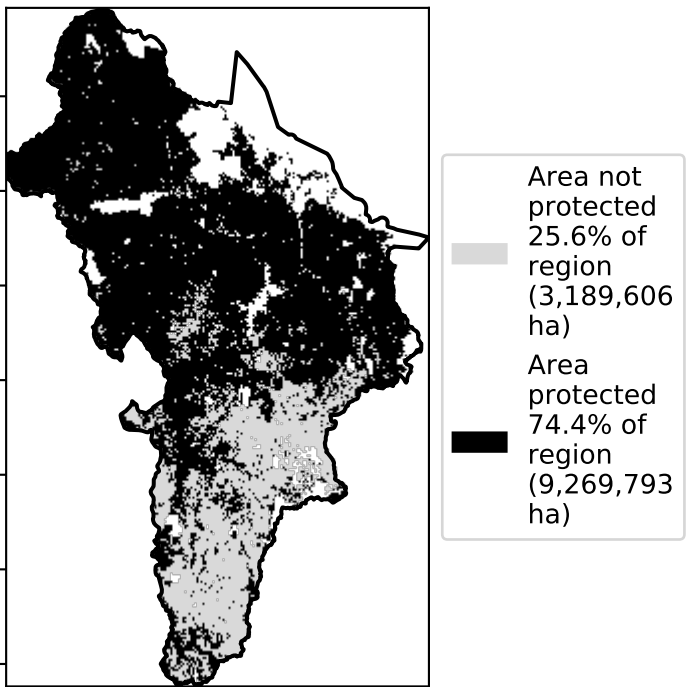 Area not
protected
25.6% of
region
(3,189,606
ha)
Area
protected
74.4% of
region
(9,269,793
ha)